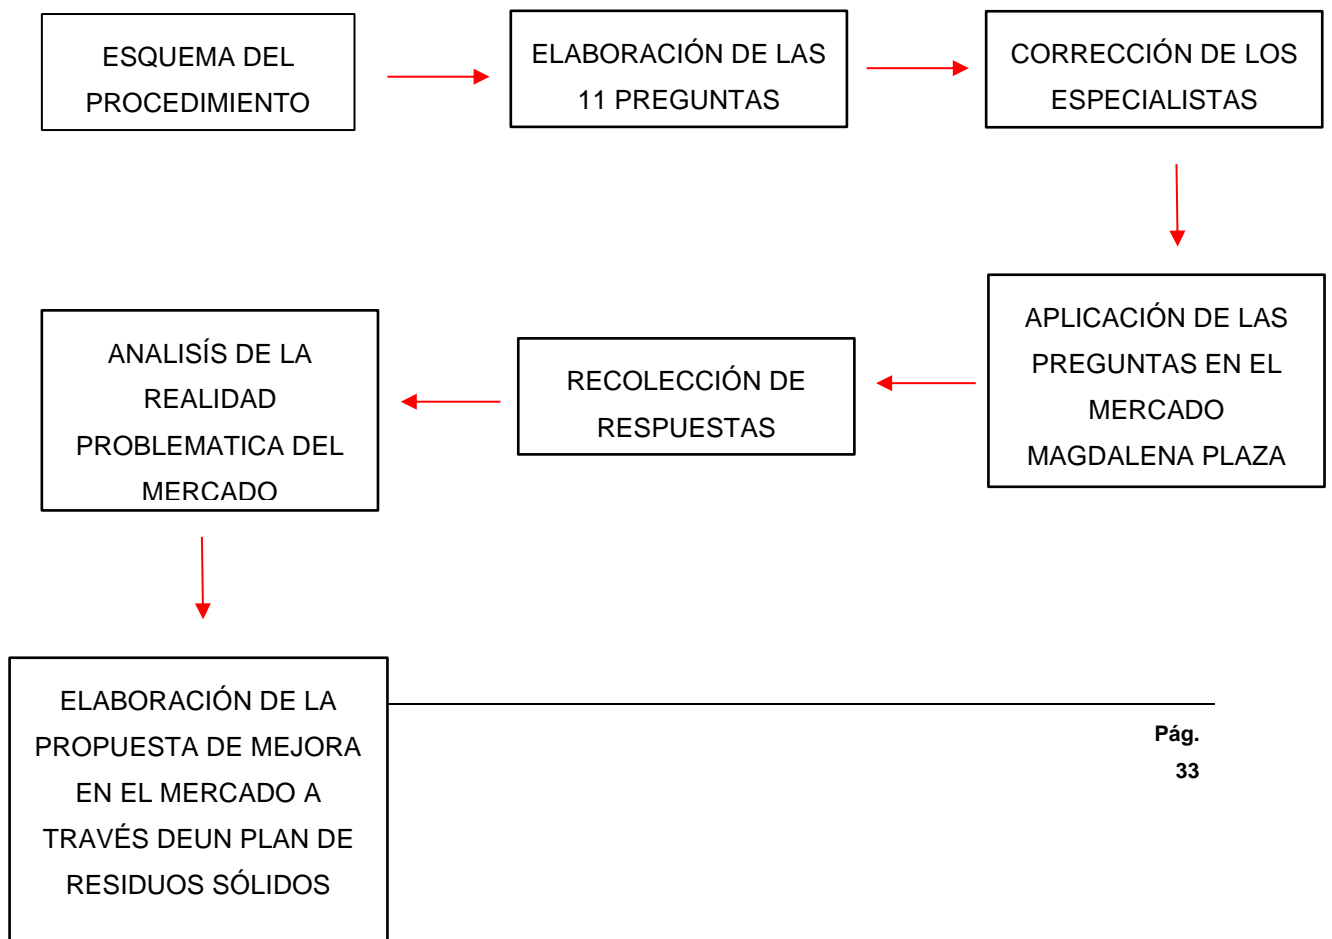 ESQUEMA DEL
PROCEDIMIENTO
ELABORACIÓN DE LAS
11 PREGUNTAS
CORRECCIÓN DE LOS
ESPECIALISTAS
APLICACIÓN DE LAS
PREGUNTAS EN EL
MERCADO
MAGDALENA PLAZA
RECOLECCIÓN DE
RESPUESTAS
ANALISÍS DE LA
REALIDAD
PROBLEMATICA DEL
MERCADO
ELABORACIÓN DE LA
PROPUESTA DE MEJORA
EN EL MERCADO A
TRAVÉS DEUN PLAN DE
RESIDUOS SÓLIDOS
Pág.
33